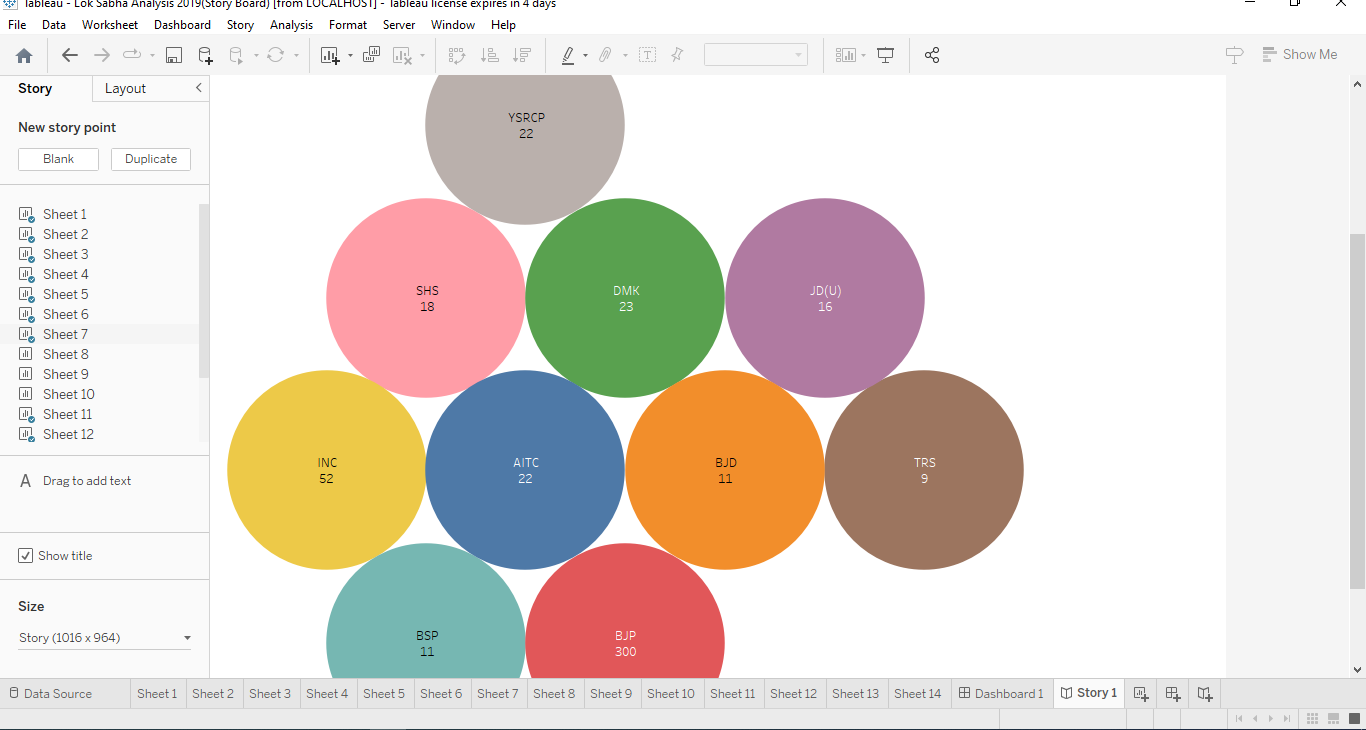 Tableau - Lok Sabha Analysis 2019(Story Board) [from LOCALHOST] - Tableau license expires in 4 days
File Data Worksheet Dashboard Story Analysis Format Server Window Help
Show Me
Story Layout
New story point
Blank Duplicate
Sheet 1
Sheet 2
Sheet 3
Sheet 4
Sheet 5
Sheet 6
Sheet 7
Sheet 8
Sheet 9
Sheet 10
Sheet 11
Sheet 12
A Drag to add text
Show title
Size
Story (1016 x 964)
YSRCP
22
SHS
18
DMK
23
JD(U)
16
INC
52
AITC
22
BJD
11
TRS
9
BSP
11
BJP
300
Data Source Sheet 1 Sheet 2 Sheet 3 Sheet 4 Sheet 5 Sheet 6 Sheet 7 Sheet 8 Sheet 9 Sheet 10 Sheet 11 Sheet 12 Sheet 13 Sheet 14 Dashboard 1 Story 1